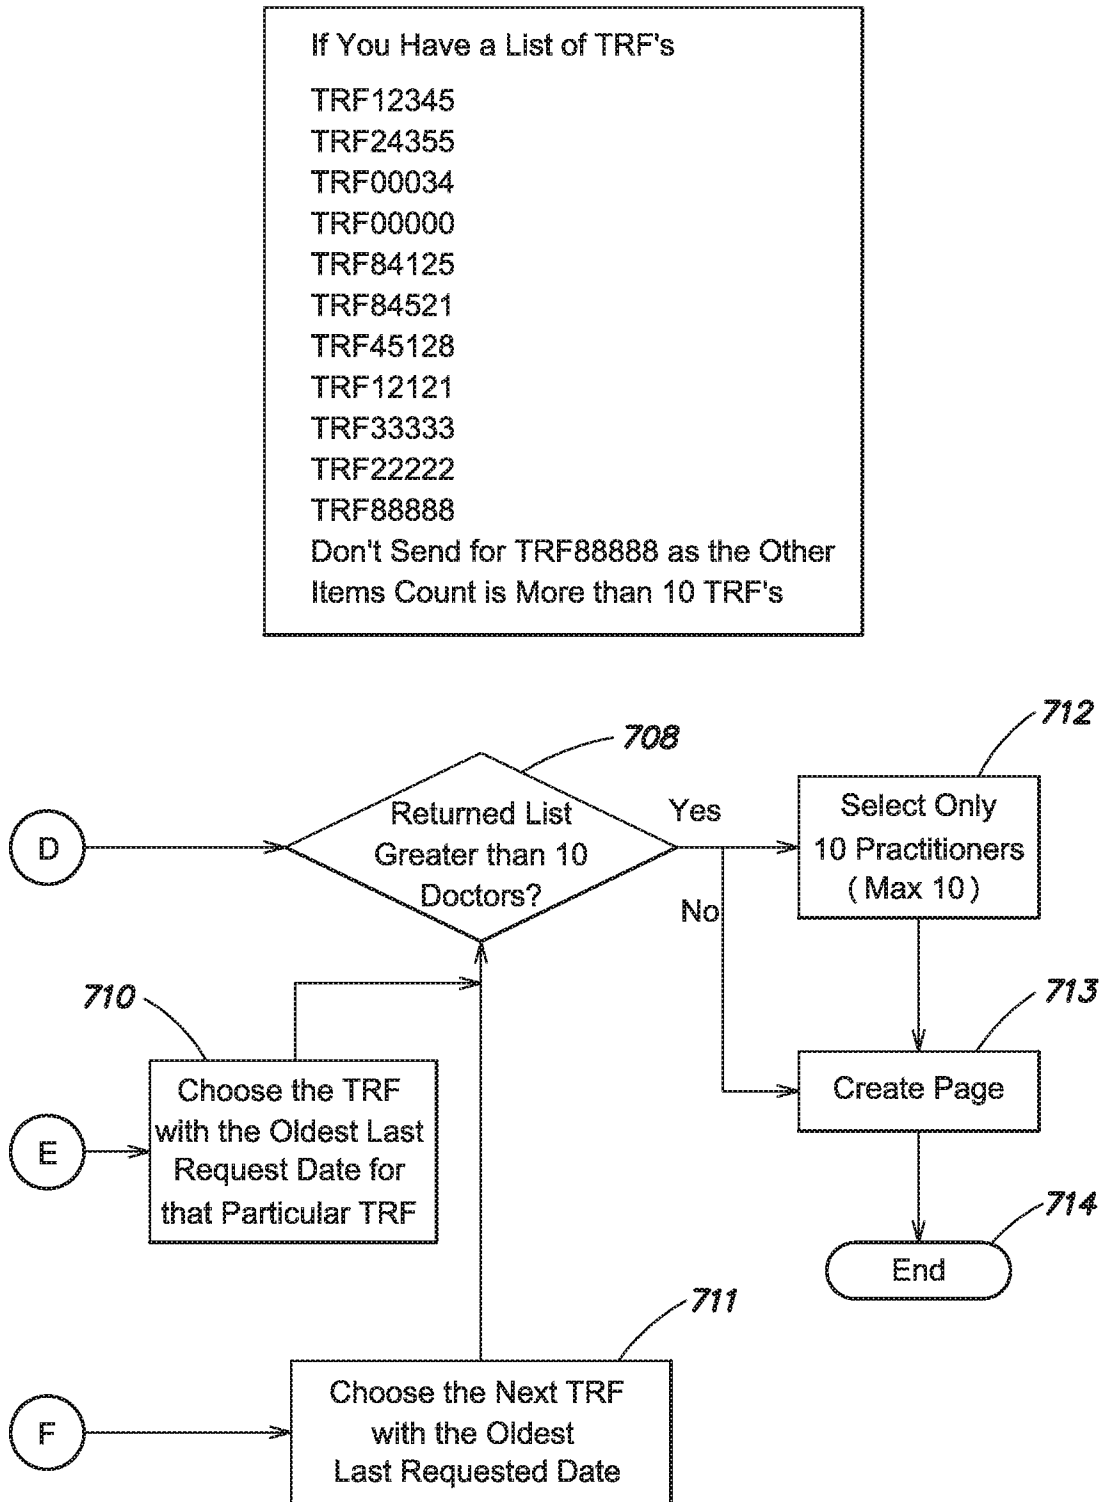 If You Have a List of TRF's
TRF12345
TRF24355
TRF00034
TRF00000
TRF84125
TRF84521
TRF45128
TRF12121
TRF33333
TRF22222
TRF88888
Don't Send for TRF88888 as the Other
Items Count is More than 10 TRF's
708
712
D
Returned List
Greater than 10
Doctors?
Yes
No
Select Only
10 Practitioners
(Max 10)
710
713
E
Choose the TRF
with the Oldest Last
Request Date for
that Particular TRF
Create Page
714
End
711
F
Choose the Next TRF
with the Oldest
Last Requested Date